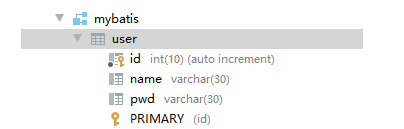 mybatis
user
id int(10) (auto increment)
name varchar(30)
pwd varchar(30)
PRIMARY (id)